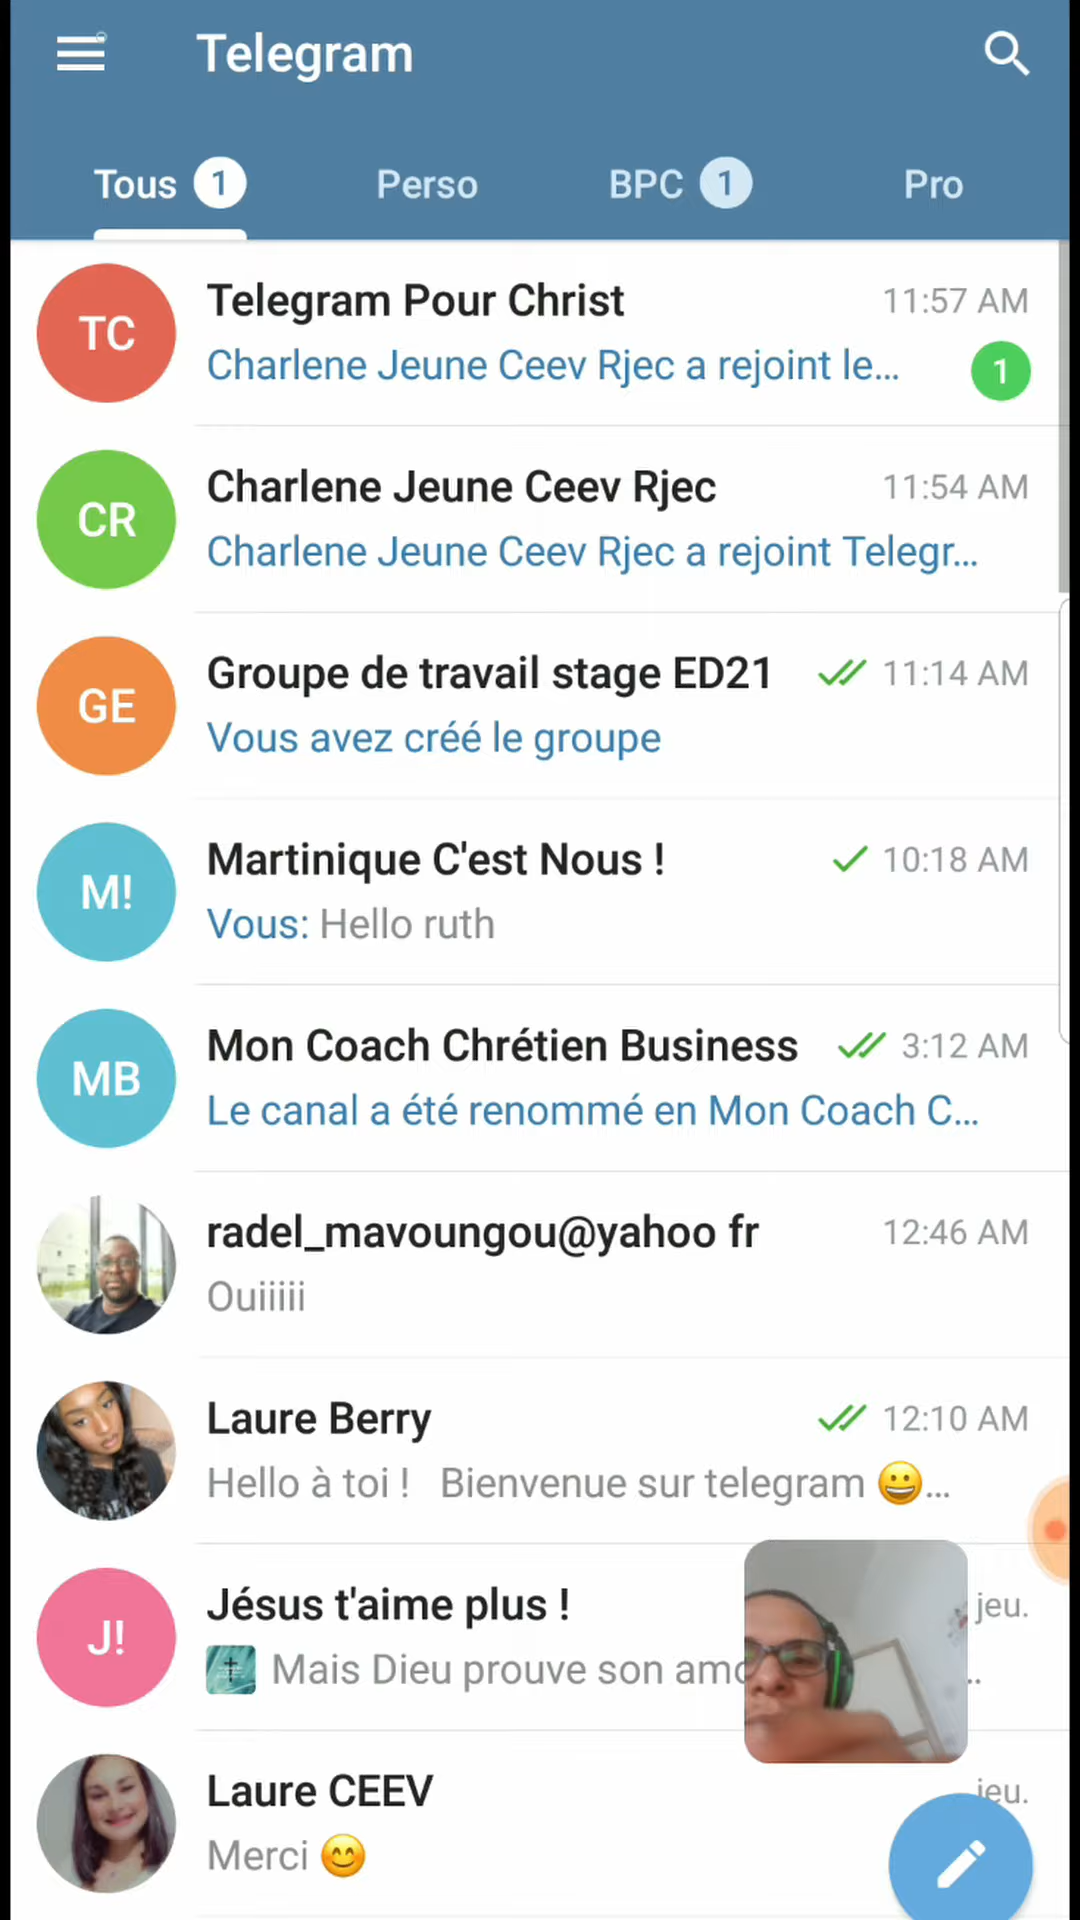 Telegram
Tous 1 Perso BPC 1 Pro
TC Telegram Pour Christ 11:57 AM
Charlene Jeune Ceev Rjec a rejoint le... 1
CR Charlene Jeune Ceev Rjec 11:54 AM
Charlene Jeune Ceev Rjec a rejoint Telegr...
GE Groupe de travail stage ED21 11:14 AM
Vous avez créé le groupe
M! Martinique C'est Nous ! 10:18 AM
Vous: Hello ruth
MB Mon Coach Chrétien Business 3:12 AM
Le canal a été renommé en Mon Coach C...
radel_mavoungou@yahoo fr 12:46 AM
Ouiiiii
Laure Berry 12:10 AM
Hello à toi ! Bienvenue sur telegram 😀...
J! Jésus t'aime plus ! jeu.
Mais Dieu prouve son amo
Laure CEEV jeu.
Merci 😊